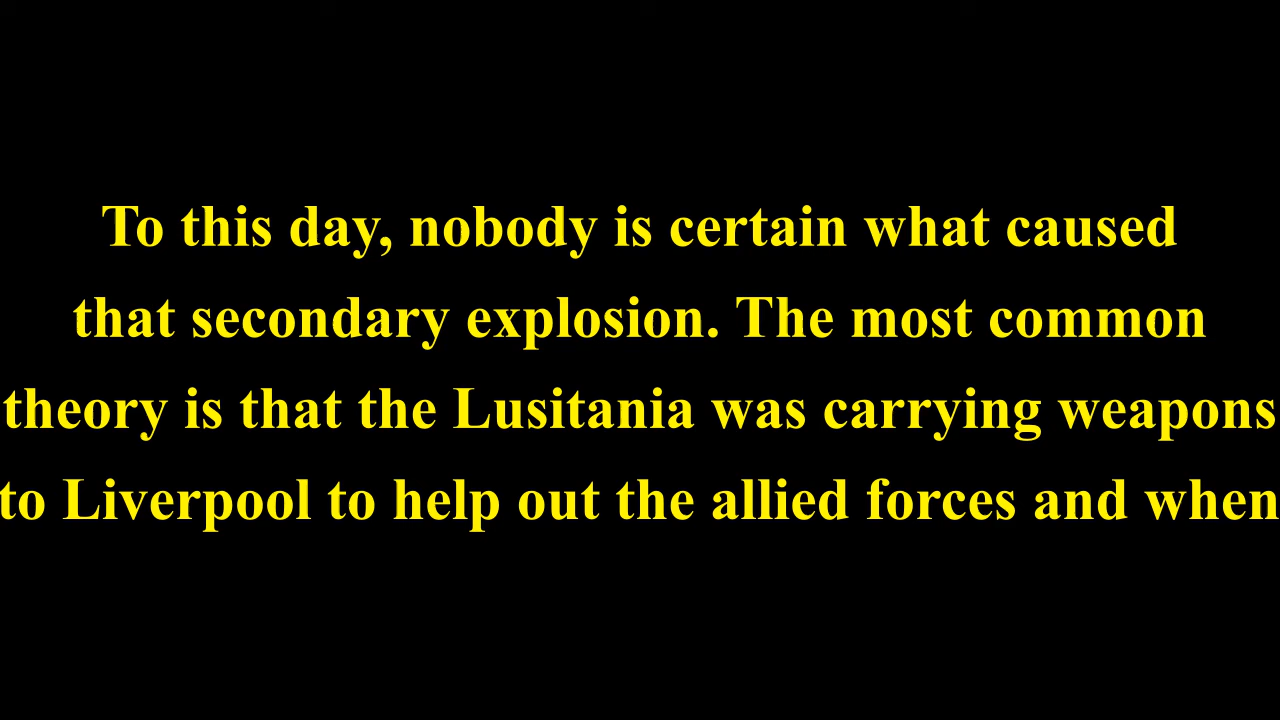 To this day, nobody is certain what caused
that secondary explosion. The most common
theory is that the Lusitania was carrying weapons
to Liverpool to help out the allied forces and when